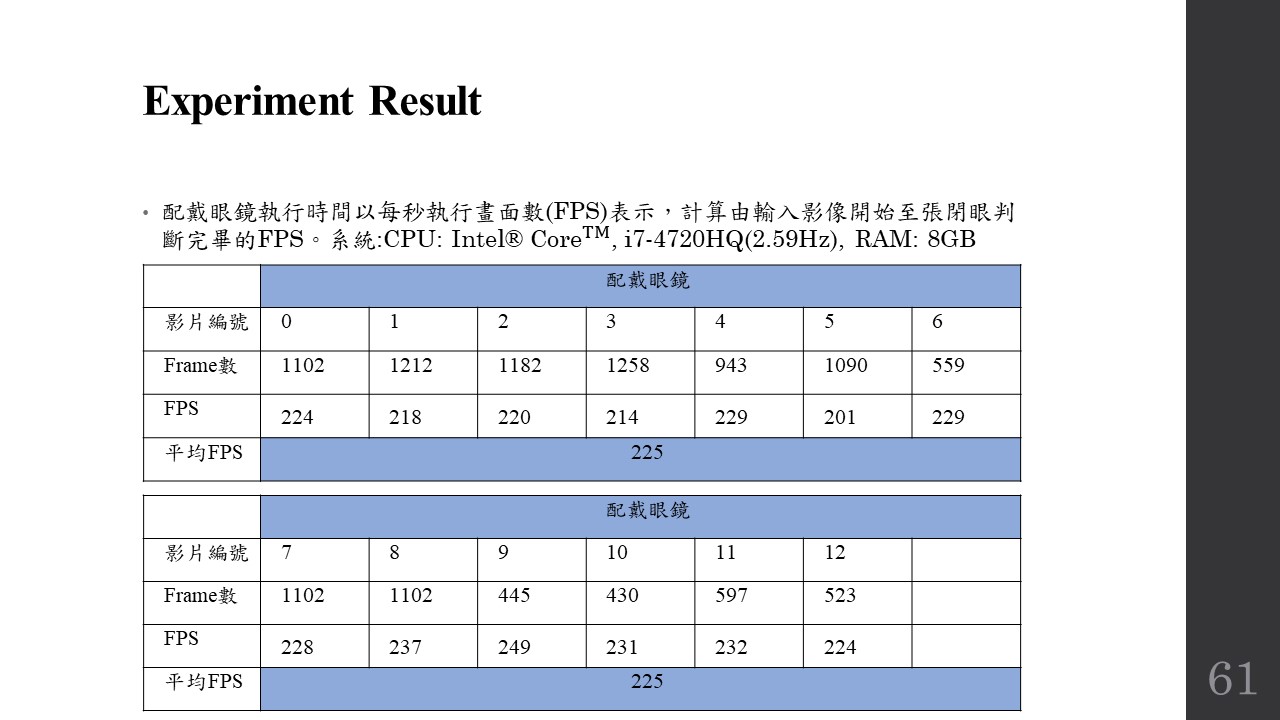 Experiment Result
• 配戴眼鏡執行時間以每秒執行畫面數(FPS)表示，計算由輸入影像開始至張閉眼判
斷完畢的FPS。系統:CPU: Intel® Core™, i7-4720HQ(2.59Hz), RAM: 8GB
配戴眼鏡
影片編號 0 1 2 3 4 5 6
Frame數 1102 1212 1182 1258 943 1090 559
FPS 224 218 220 214 229 201 229
平均FPS 225
配戴眼鏡
影片編號 7 8 9 10 11 12
Frame數 1102 1102 445 430 597 523
FPS 228 237 249 231 232 224
平均FPS 225
61